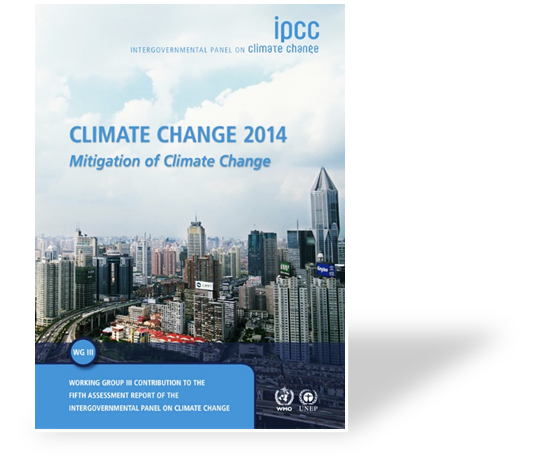 ipcc
INTERGOVERNMENTAL PANEL ON climate change
CLIMATE CHANGE 2014
Mitigation of Climate Change
WG III
WORKING GROUP III CONTRIBUTION TO THE
FIFTH ASSESSMENT REPORT OF THE
INTERGOVERNMENTAL PANEL ON CLIMATE CHANGE
WMO UNEP